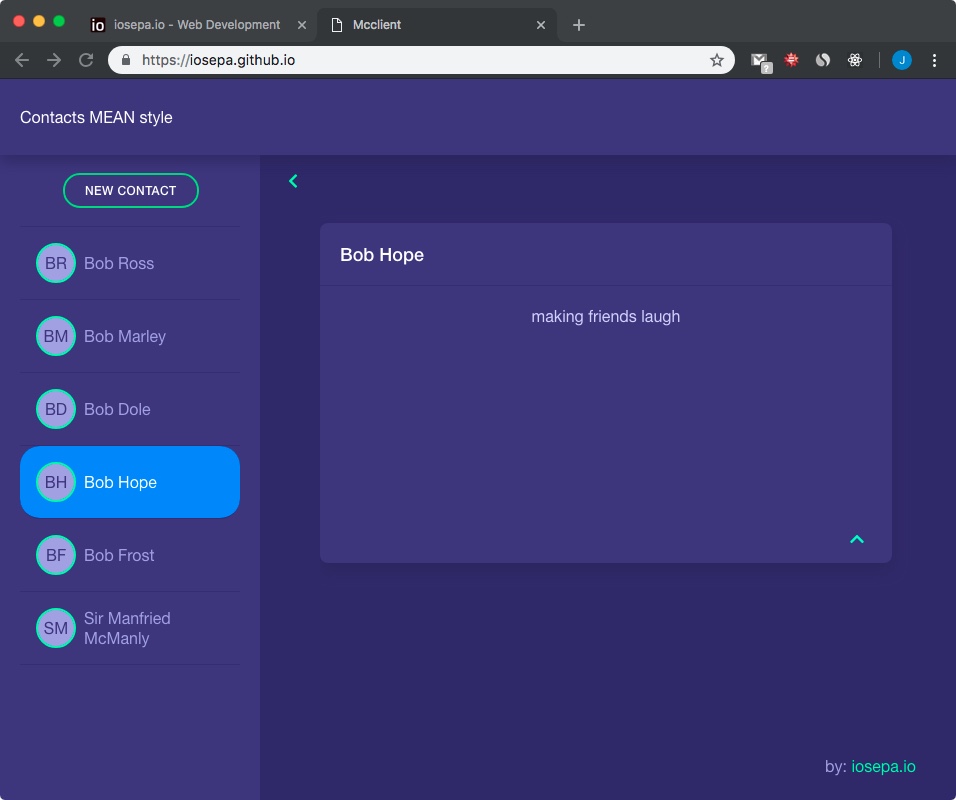 iosepa.io - Web Development
Mcclient
https://iosepa.github.io
?
J
Contacts MEAN style
NEW CONTACT
BR Bob Ross
BM Bob Marley
BD Bob Dole
BH Bob Hope
BF Bob Frost
SM Sir Manfried
McManly
Bob Hope
making friends laugh
by: iosepa.io